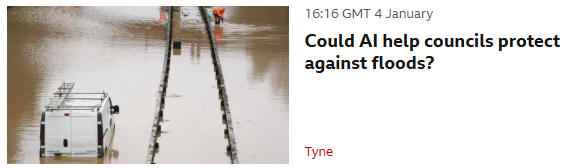 16:16 GMT 4 January
Could AI help councils protect
against floods?
Tyne